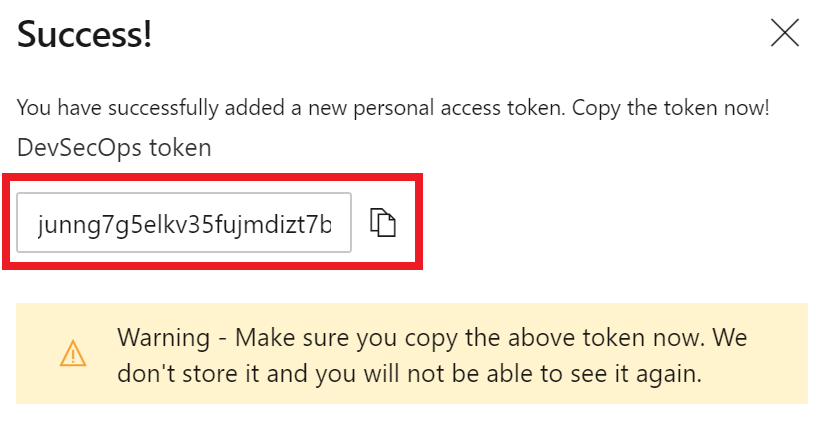 Success!
You have successfully added a new personal access token. Copy the token now!
DevSecOps token
junng7g5elkv35fujmdizt7b
Warning - Make sure you copy the above token now. We
don't store it and you will not be able to see it again.